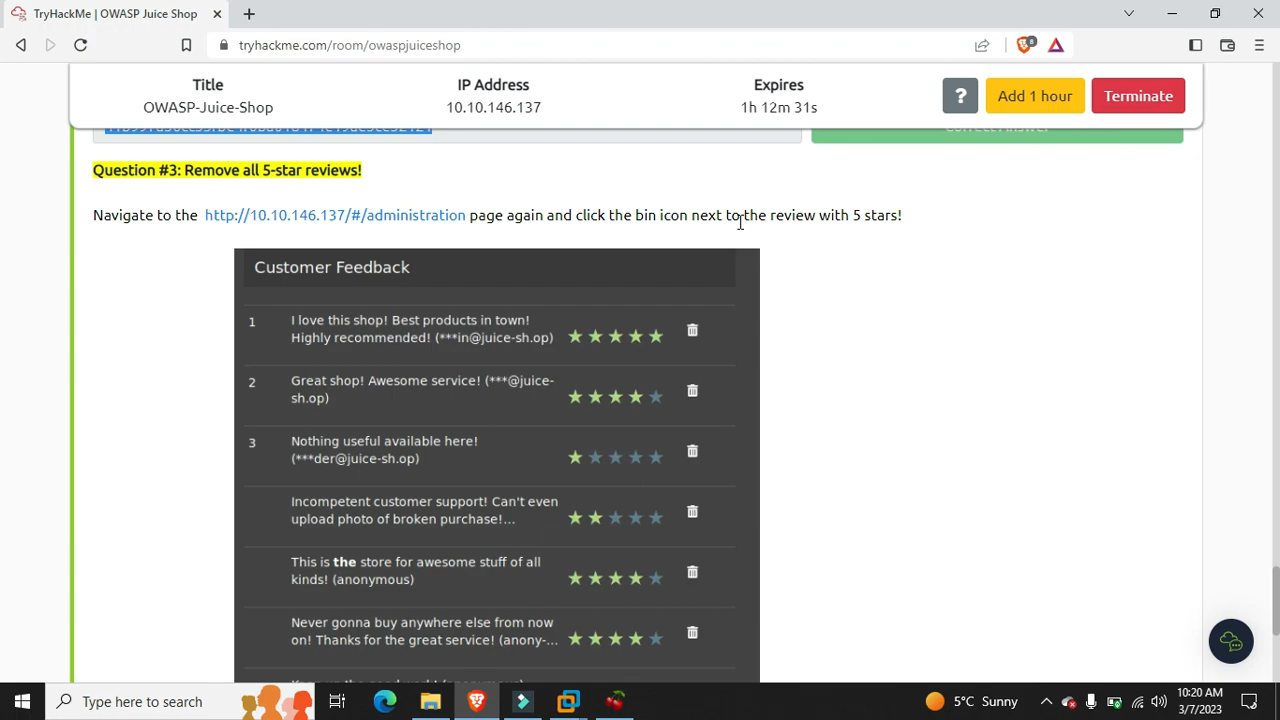 TryHackMe | OWASP Juice Shop
tryhackme.com/room/owaspjuiceshop
8
Title
IP Address
Expires
OWASP-Juice-Shop
10.10.146.137
1h 12m 31s
?
Add 1 hour
Terminate
Correct Answer
Question #3: Remove all 5-star reviews!
Navigate to the http://10.10.146.137/#/administration page again and click the bin icon next to the review with 5 stars!
Customer Feedback
1
I love this shop! Best products in town!
Highly recommended! (***in@juice-sh.op)
2
Great shop! Awesome service! (***@juice-
sh.op)
3
Nothing useful available here!
(***der@juice-sh.op)
Incompetent customer support! Can't even
upload photo of broken purchase!...
This is the store for awesome stuff of all
kinds! (anonymous)
Never gonna buy anywhere else from now
on! Thanks for the great service! (anony-...
Type here to search
5°C Sunny
10:20 AM
3/7/2023